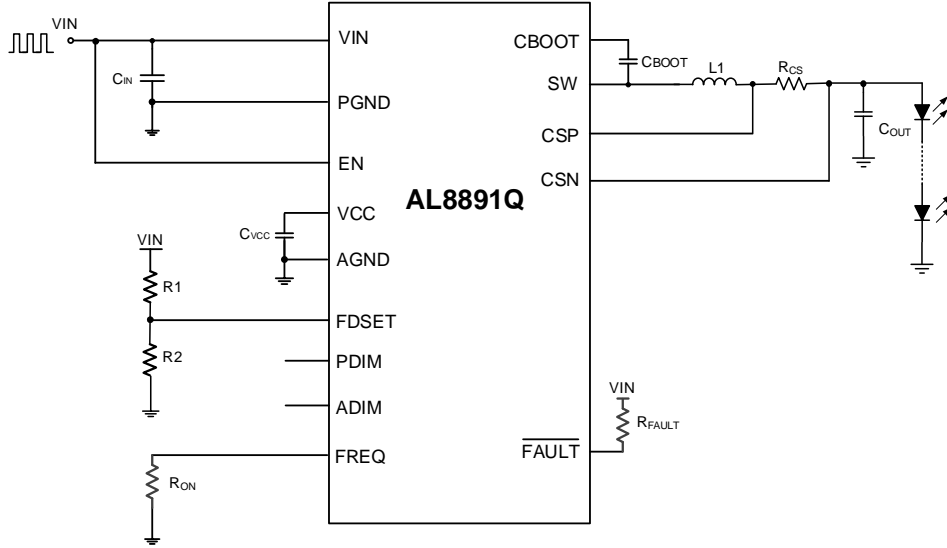 VIN
VIN
CBOOT
CBOOT
CIN
SW
L1
RCS
PGND
COUT
CSP
EN
CSN
AL8891Q
VCC
CVCC
VIN
AGND
R1
FDSET
R2
PDIM
VIN
ADIM
RFAULT
FREQ
FAULT
RON